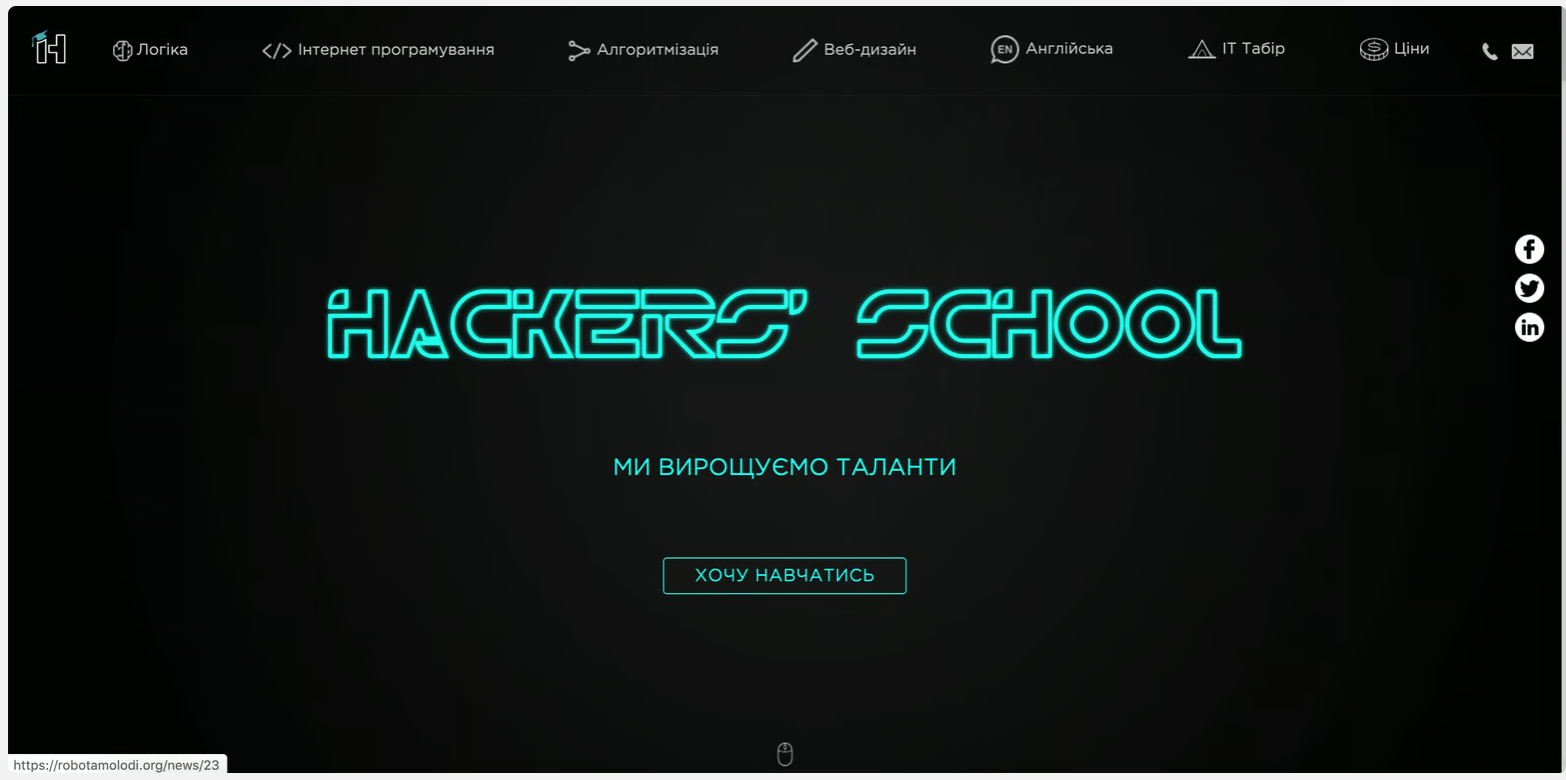 Логіка
Інтернет програмування
Алгоритмізація
Веб-дизайн
EN
Англійська
ІТ Табір
Ціни
HACKERS' SCHOOL
МИ ВИРОЩУЄМО ТАЛАНТИ
ХОЧУ НАВЧАТИСЬ
https://robotamolodi.org/news/23